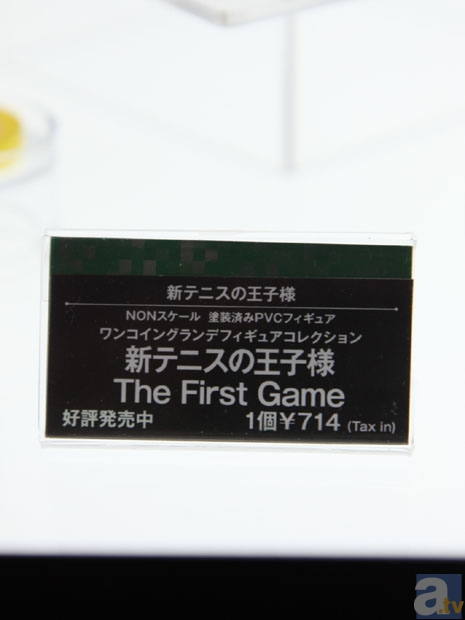 新テニスの王子様
NONスケール 塗装済みPVCフィギュア
ワンコイングランデフィギュアコレクション
新テニスの王子様
The First Game
好評発売中 1個¥714 (Tax in)
a.tv